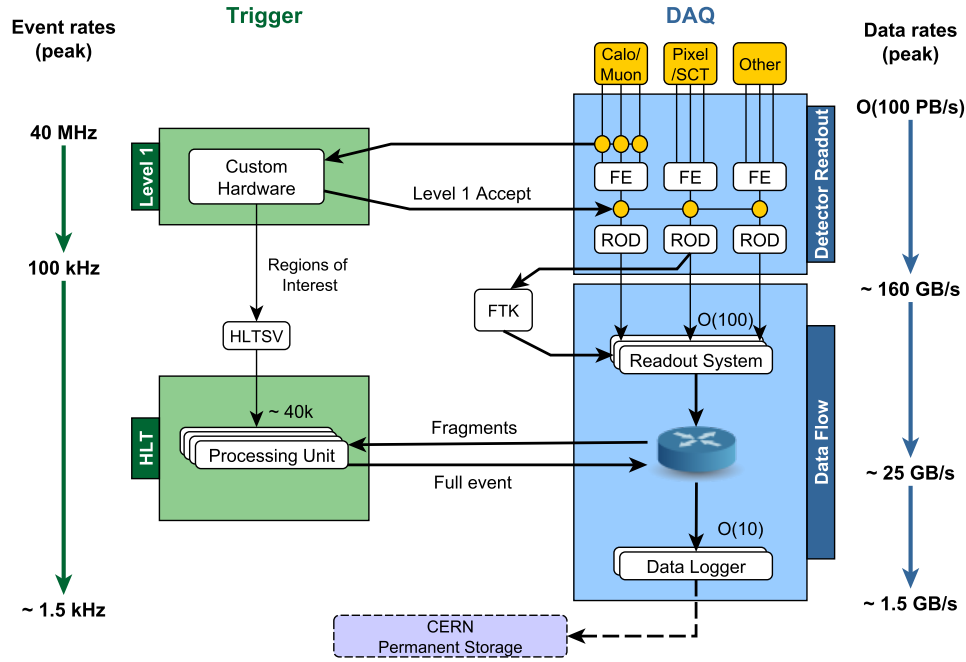 Event rates
(peak)
Trigger
DAQ
Data rates
(peak)
Calo/
Muon
Pixel
/SCT
Other
40 MHz
O(100 PB/s)
Level 1
Custom
Hardware
Level 1 Accept
FE
FE
FE
ROD
ROD
ROD
Detector Readout
100 kHz
Regions of
Interest
~ 160 GB/s
FTK
HLTSV
O(100)
Readout System
HLT
~ 40k
Processing Unit
Fragments
Full event
Data Flow
~ 25 GB/s
O(10)
Data Logger
~ 1.5 kHz
~ 1.5 GB/s
CERN
Permanent Storage